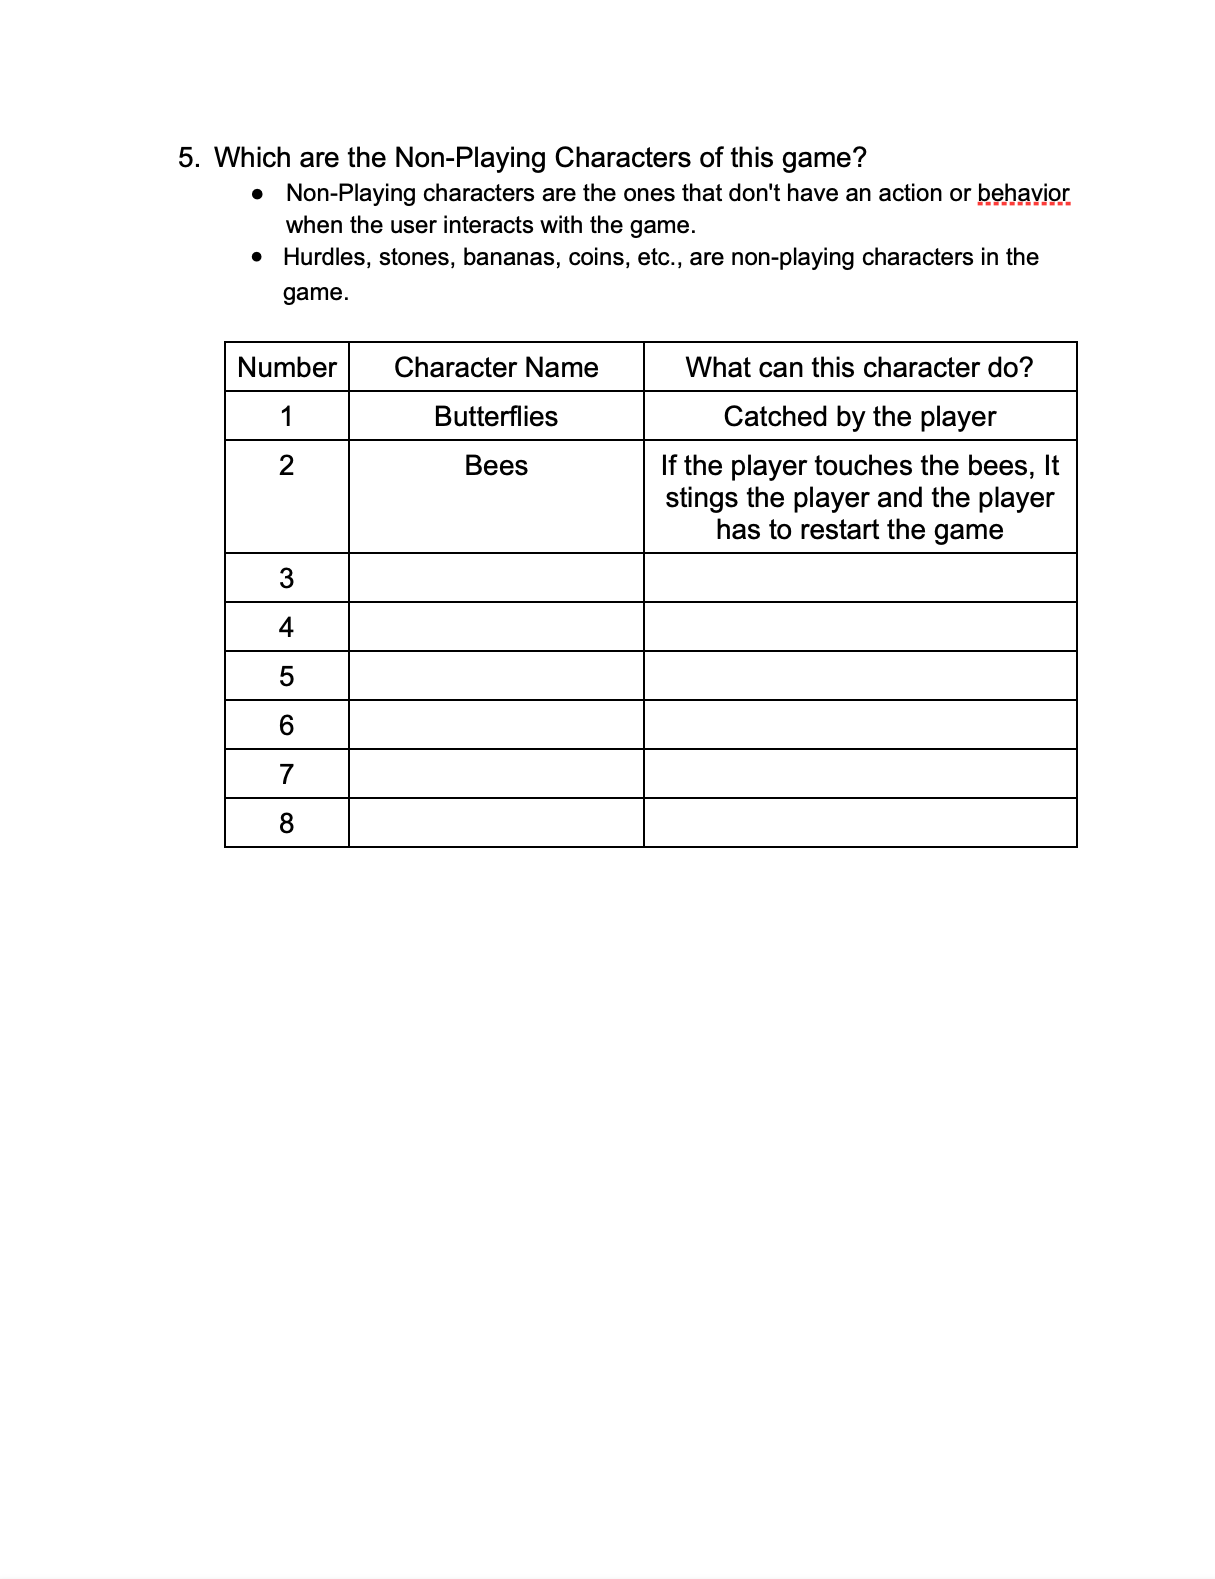 5. Which are the Non-Playing Characters of this game?
● Non-Playing characters are the ones that don't have an action or behavior
when the user interacts with the game.
● Hurdles, stones, bananas, coins, etc., are non-playing characters in the
game.
Number Character Name What can this character do?
1 Butterflies Catched by the player
2 Bees If the player touches the bees, It
stings the player and the player
has to restart the game
3
4
5
6
7
8